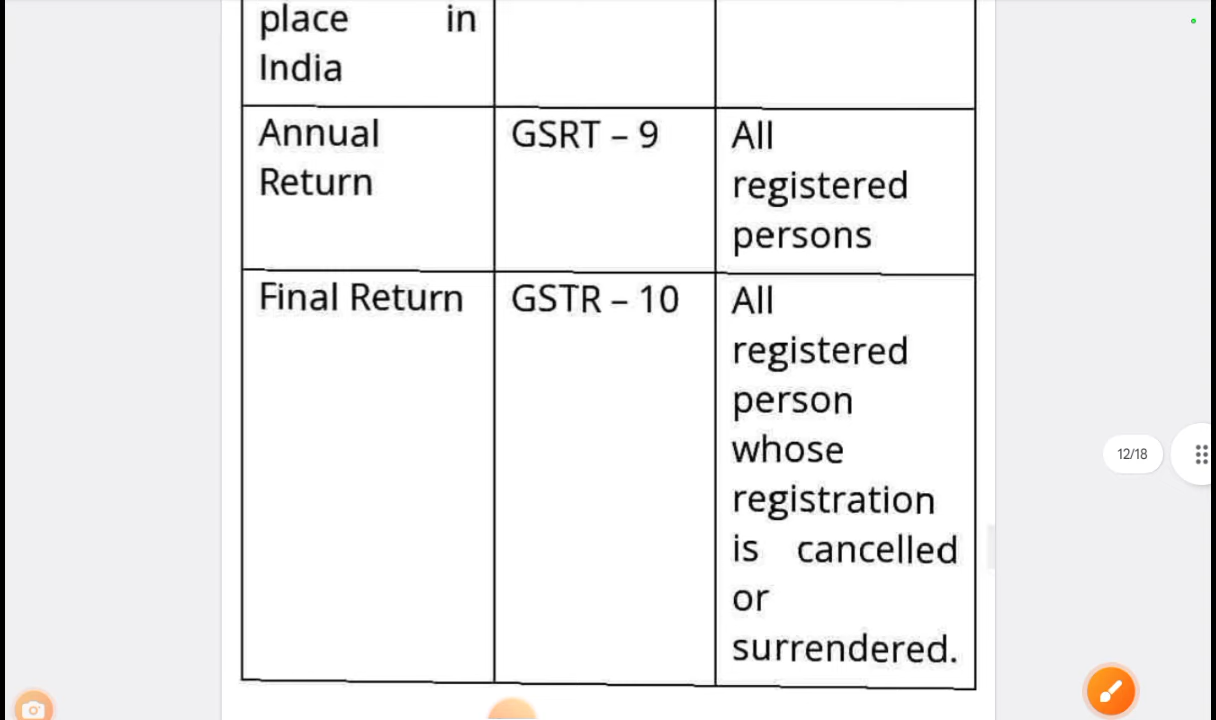 place in
India
Annual
Return
GSRT – 9
All
registered
persons
Final Return
GSTR – 10
All
registered
person
whose
registration
is cancelled
or
surrendered.
12/18